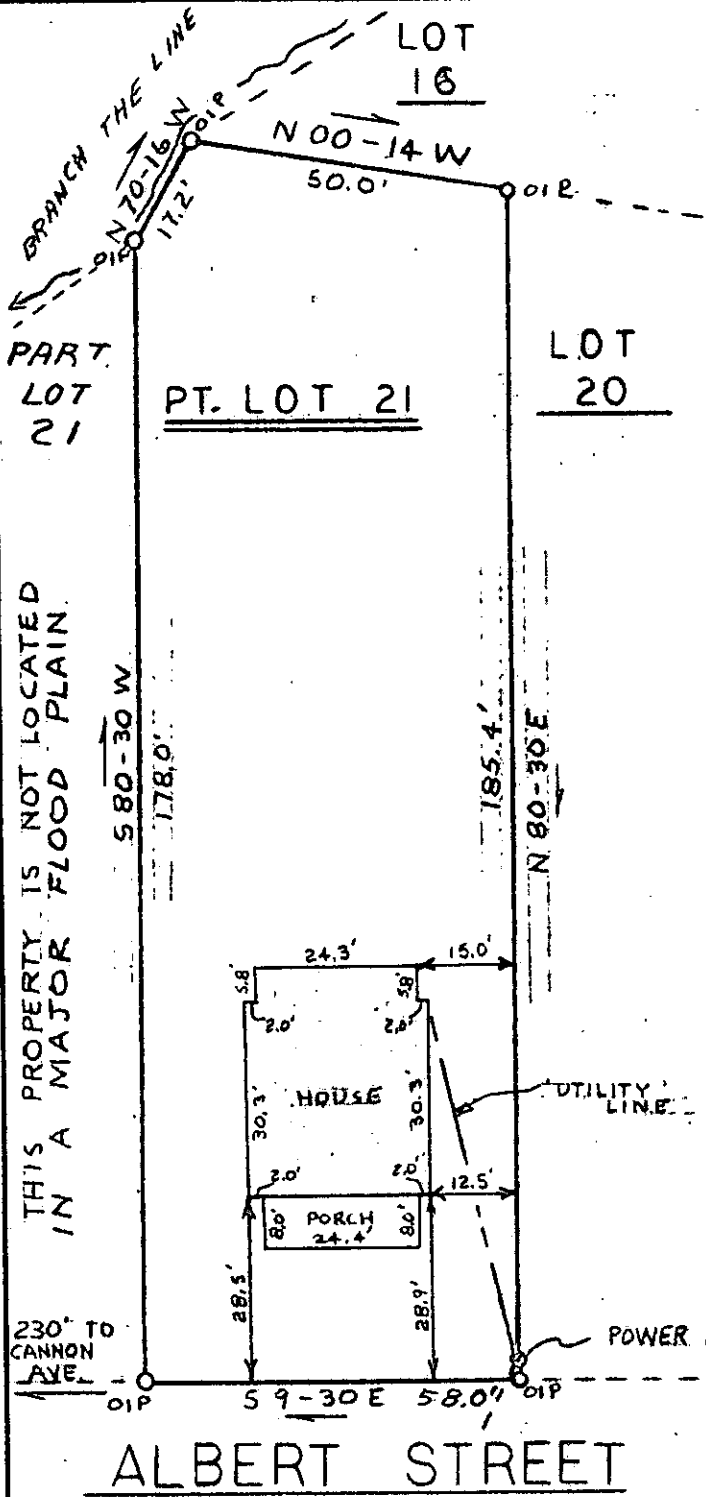 BRANCH THE LINE
LOT
16
N 70-16 W
17.2'
OIP
N 00-14 W
50.0'
OIP
OIP
PART.
LOT
21
PT. LOT 21
LOT
20
THIS PROPERTY IS NOT LOCATED
IN A MAJOR FLOOD PLAIN.
S 80-30 W
178.0'
185.4'
N 80-30 E
24.3'
15.0'
5.8'
5.8'
2.0'
2.0'
HOUSE
30.3'
30.3'
UTILITY
LINE
2.0'
2.0'
12.5'
8.0'
PORCH
24.4'
8.0'
28.5'
28.9'
230' TO
CANNON
AVE.
POWER
OIP
S 9-30 E
58.0'
OIP
ALBERT STREET